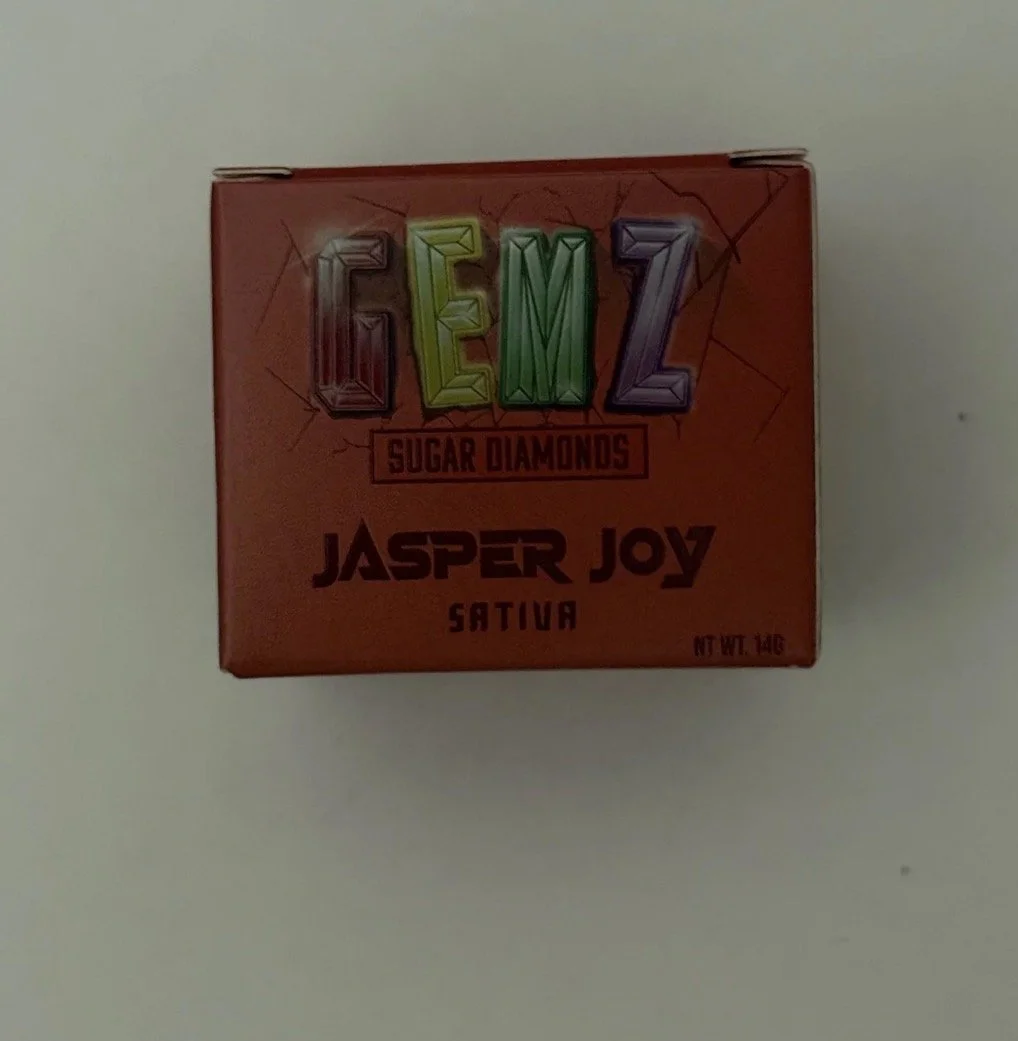 GEMZ
SUGAR DIAMONDS
JASPER JOY
SATIVA
NT WT. 14G